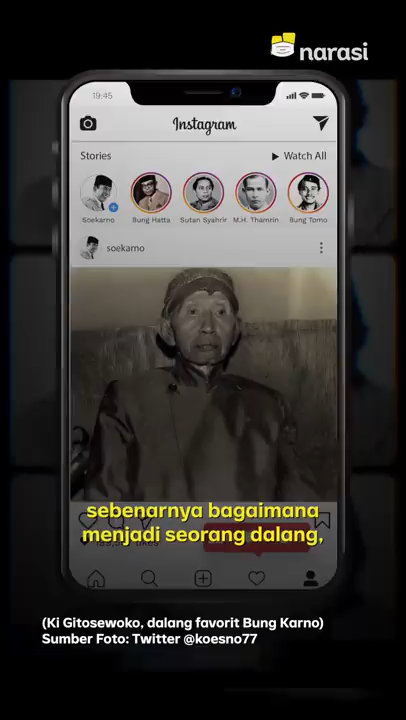 narasi
19:45
Instagram
Stories
Watch All
Soekarno
Bung Hatta
Sutan Syahrir
M.H. Thamrin
Bung Tomo
soekarno
sebenarnya bagaimana
menjadi seorang dalang,
(Ki Gitosewoko, dalang favorit Bung Karno)
Sumber Foto: Twitter @koesno77